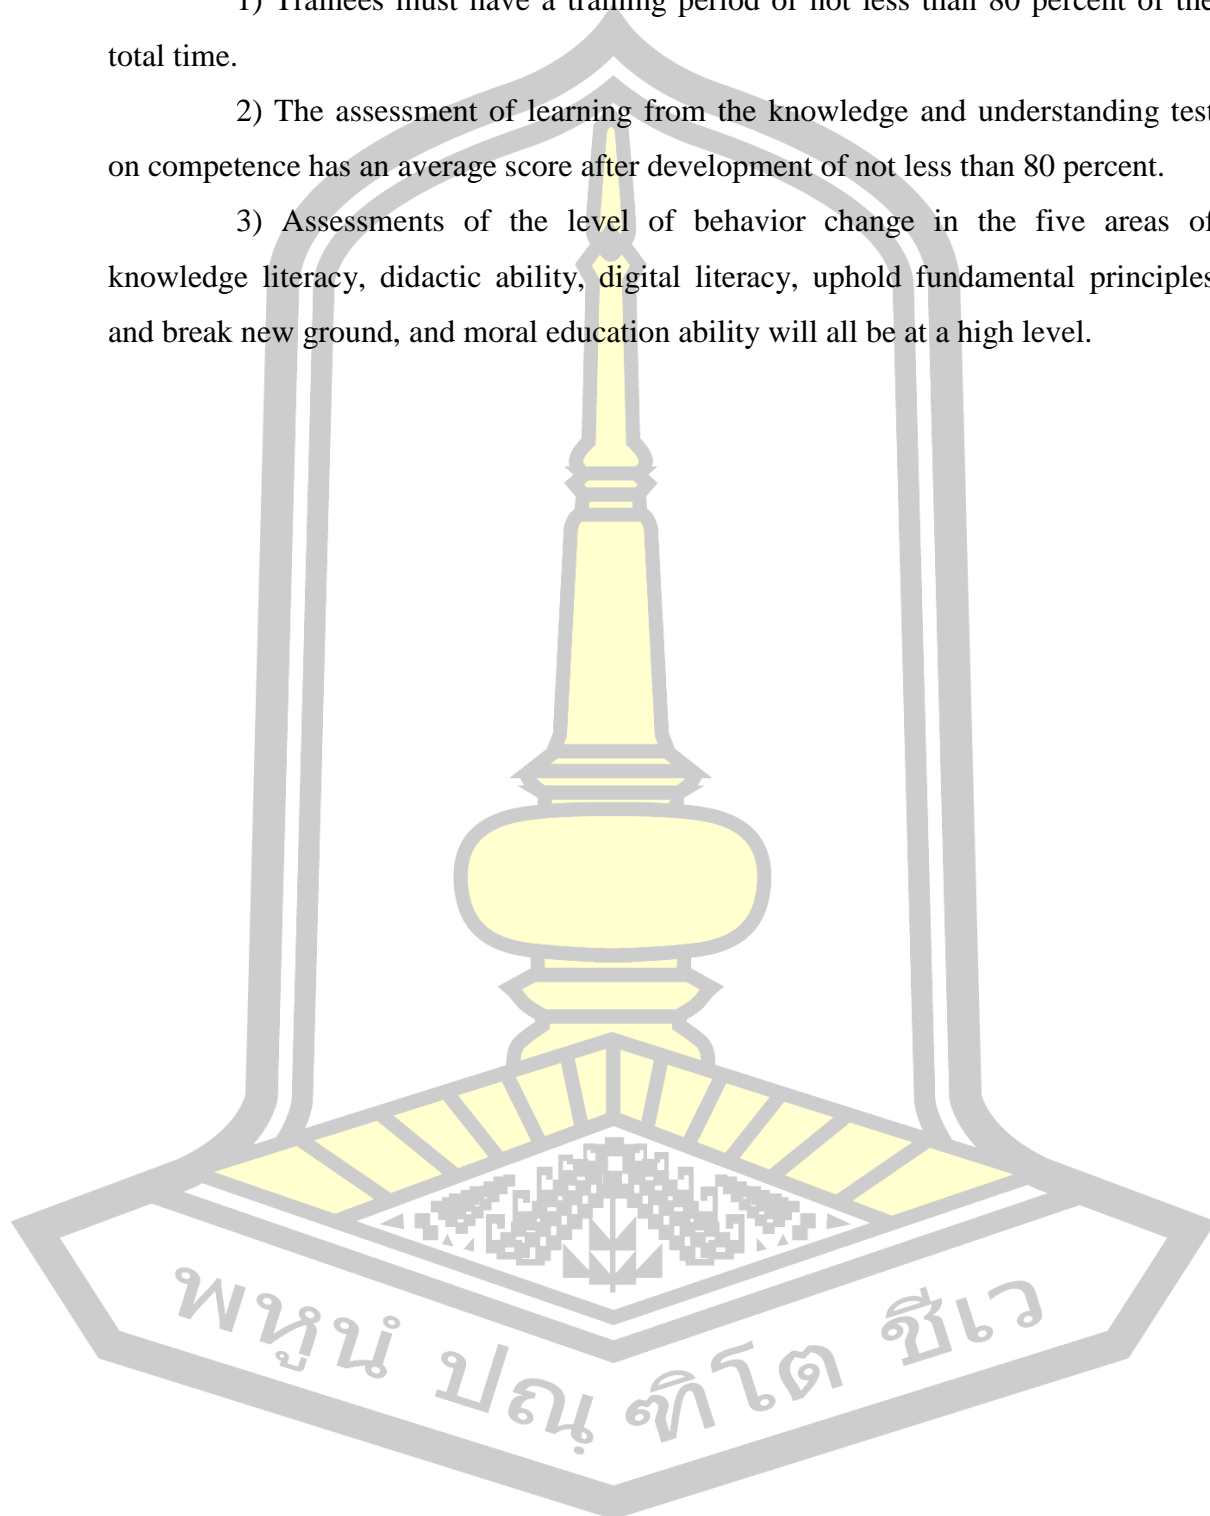 1) Trainees must have a training period of not less than 80 percent of the
total time.
2) The assessment of learning from the knowledge and understanding test
on competence has an average score after development of not less than 80 percent.
3) Assessments of the level of behavior change in the five areas of
knowledge literacy, didactic ability, digital literacy, uphold fundamental principles
and break new ground, and moral education ability will all be at a high level.
พหูนํ ปณฺฑิโต ชีเว